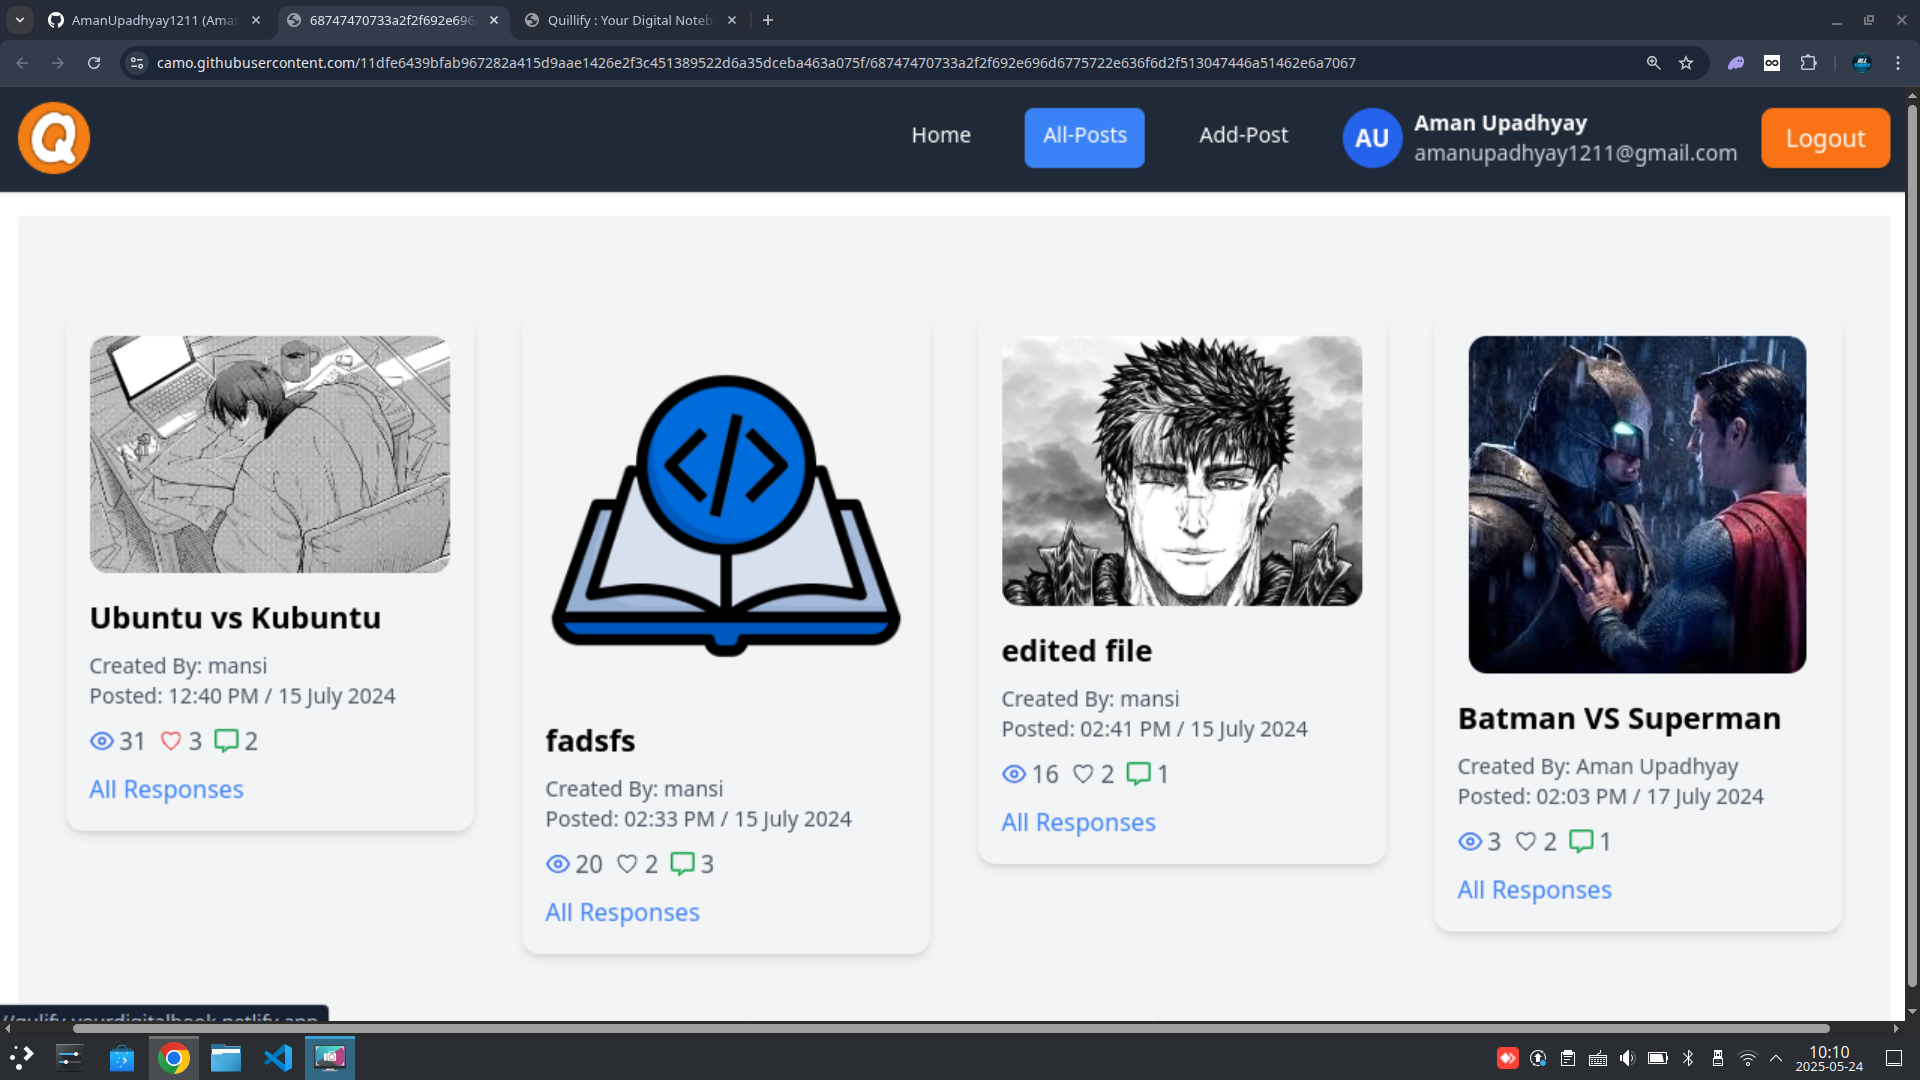 AmanUpadhyay1211 (Aman
68747470733a2f2f692e696
Quillify : Your Digital Noteb
camo.githubusercontent.com/11dfe6439bfab967282a415d9aae1426e2f3c451389522d6a35dceba463a075f/68747470733a2f2f692e696d6775722e636f6d2f513047446a51462e6a7067
Q
Home
All-Posts
Add-Post
AU
Aman Upadhyay
amanupadhyay1211@gmail.com
Logout
</>
Ubuntu vs Kubuntu
Created By: mansi
Posted: 12:40 PM / 15 July 2024
31 3 2
All Responses
fadsfs
Created By: mansi
Posted: 02:33 PM / 15 July 2024
20 2 3
All Responses
edited file
Created By: mansi
Posted: 02:41 PM / 15 July 2024
16 2 1
All Responses
Batman VS Superman
Created By: Aman Upadhyay
Posted: 02:03 PM / 17 July 2024
3 2 1
All Responses
10:10
2025-05-24